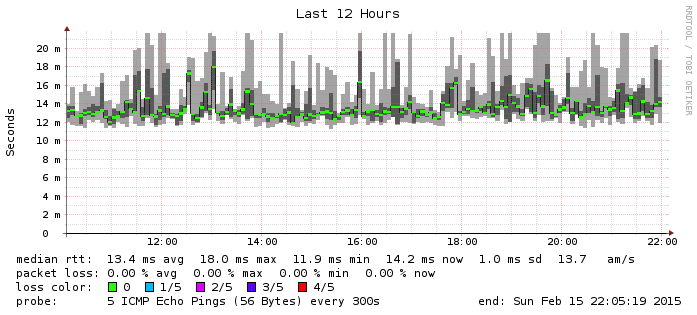 Last 12 Hours
RRDTOOL / TOBI OETIKER
Seconds
20 m
18 m
16 m
14 m
12 m
10 m
8 m
6 m
4 m
2 m
0
12:00 14:00 16:00 18:00 20:00 22:00
median rtt: 13.4 ms avg 18.0 ms max 11.9 ms min 14.2 ms now 1.0 ms sd 13.7 am/s
packet loss: 0.00 % avg 0.00 % max 0.00 % min 0.00 % now
loss color: 0 1/5 2/5 3/5 4/5
probe: 5 ICMP Echo Pings (56 Bytes) every 300s end: Sun Feb 15 22:05:19 2015